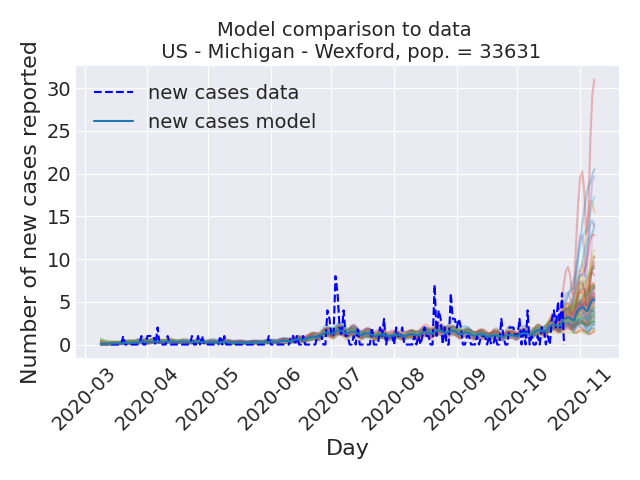 Model comparison to data
US - Michigan - Wexford, pop. = 33631
Number of new cases reported
30
25
20
15
10
5
0
new cases data
new cases model
2020-03
2020-04
2020-05
2020-06
2020-07
2020-08
2020-09
2020-10
2020-11
Day